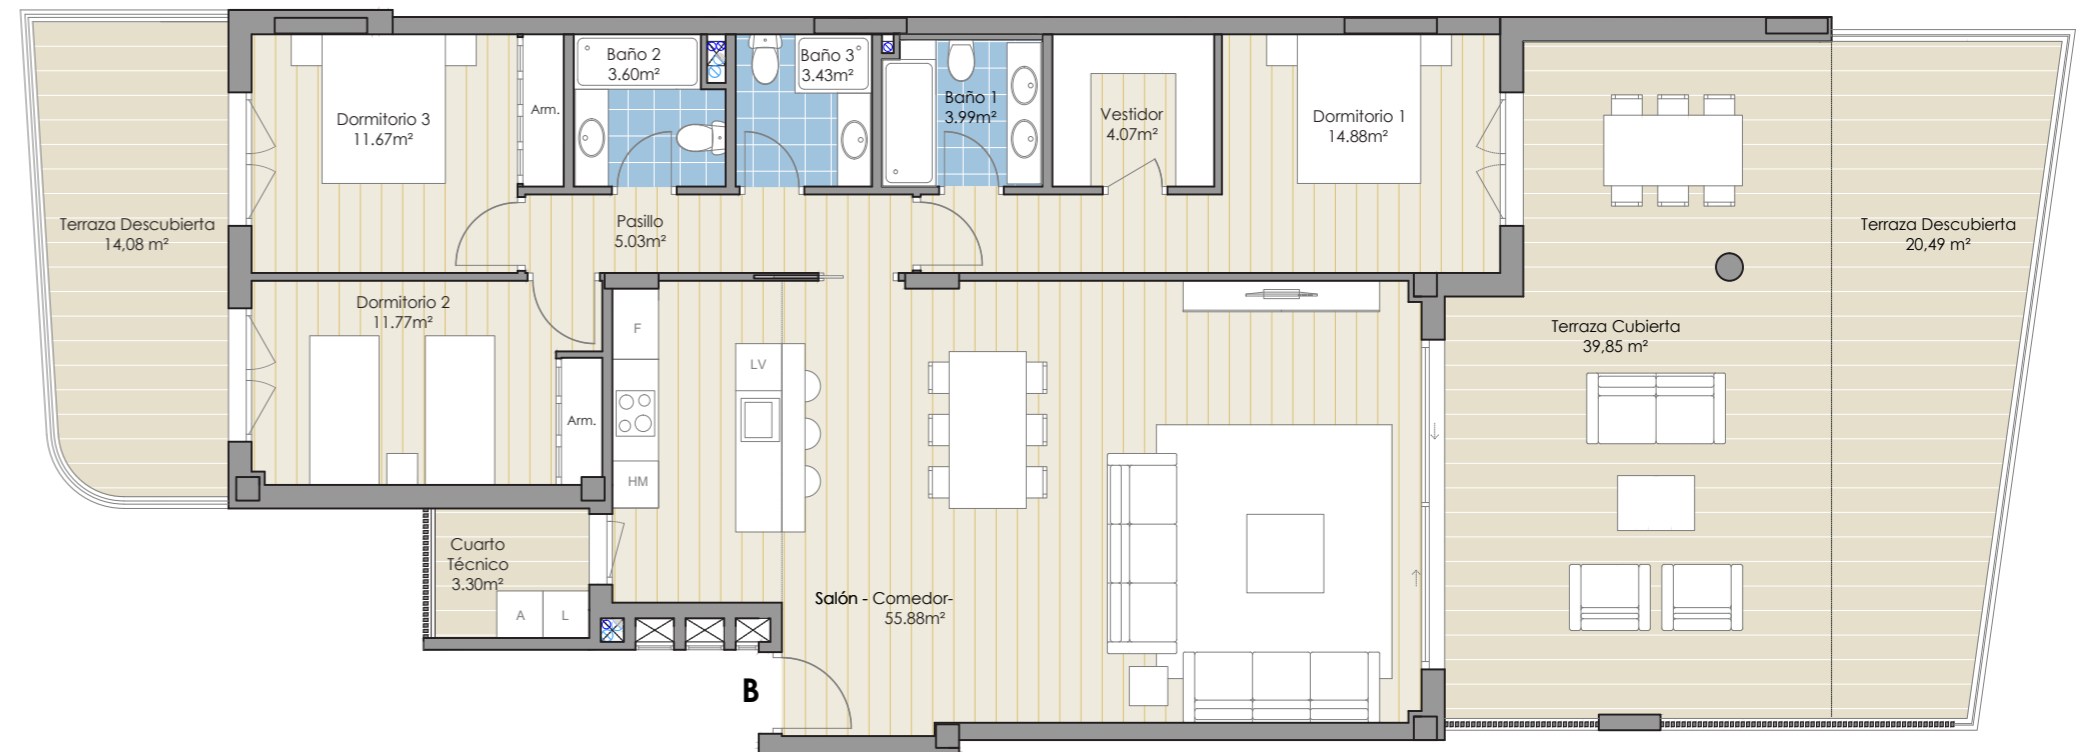 Baño 2
3.60m²
Baño 3
3.43m²
Baño 1
3.99m²
Vestidor
4.07m²
Dormitorio 1
14.88m²
Dormitorio 3
11.67m²
Arm.
Terraza Descubierta
14,08 m²
Pasillo
5.03m²
Terraza Descubierta
20,49 m²
Dormitorio 2
11.77m²
F
LV
Terraza Cubierta
39,85 m²
Arm.
HM
Cuarto
Técnico
3.30m²
A
L
Salón - Comedor-
55.88m²
B